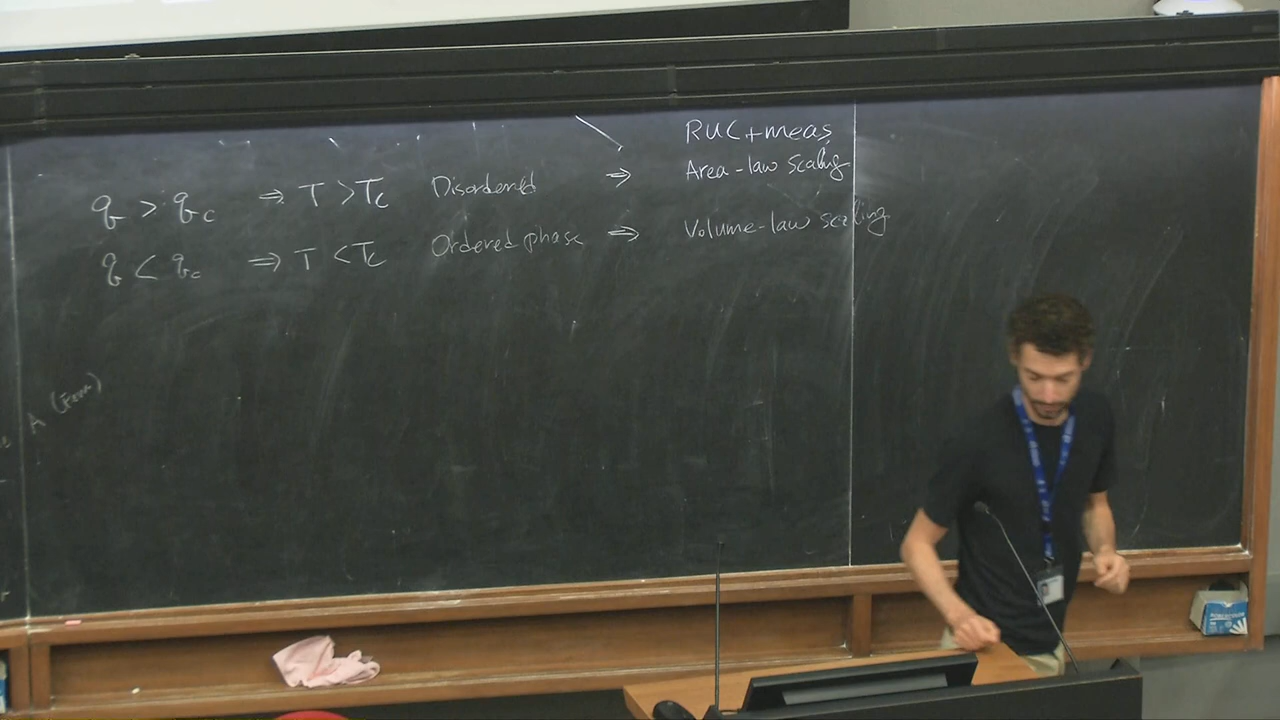 RUC+meas
q > q_c ⇒ T > T_c Disordered ⇒ Area-law scaling
q < q_c ⇒ T < T_c Ordered phase ⇒ Volume-law scaling
A